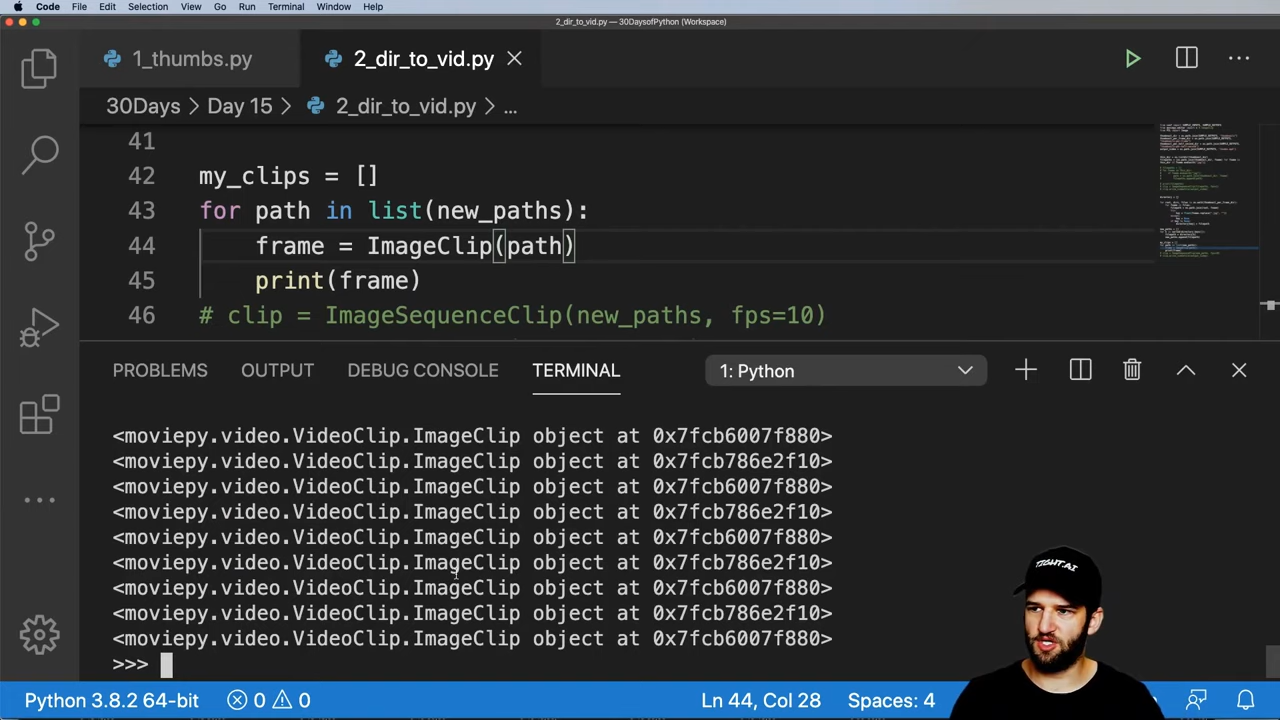 Code File Edit Selection View Go Run Terminal Window Help
2_dir_to_vid.py — 30DaysofPython (Workspace)
1_thumbs.py 2_dir_to_vid.py
30Days > Day 15 > 2_dir_to_vid.py > ...
41
42 my_clips = []
43 for path in list(new_paths):
44 frame = ImageClip(path)
45 print(frame)
46 # clip = ImageSequenceClip(new_paths, fps=10)
PROBLEMS OUTPUT DEBUG CONSOLE TERMINAL 1: Python
<moviepy.video.VideoClip.ImageClip object at 0x7fcb6007f880>
<moviepy.video.VideoClip.ImageClip object at 0x7fcb786e2f10>
<moviepy.video.VideoClip.ImageClip object at 0x7fcb6007f880>
<moviepy.video.VideoClip.ImageClip object at 0x7fcb786e2f10>
<moviepy.video.VideoClip.ImageClip object at 0x7fcb6007f880>
<moviepy.video.VideoClip.ImageClip object at 0x7fcb786e2f10>
<moviepy.video.VideoClip.ImageClip object at 0x7fcb6007f880>
<moviepy.video.VideoClip.ImageClip object at 0x7fcb786e2f10>
<moviepy.video.VideoClip.ImageClip object at 0x7fcb6007f880>
>>>
TIGHT.AI
Python 3.8.2 64-bit 0 0 Ln 44, Col 28 Spaces: 4